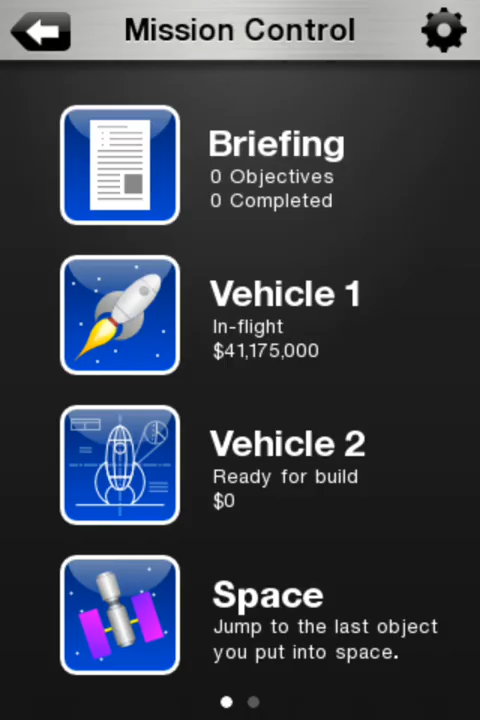 Mission Control
Briefing
0 Objectives
0 Completed
Vehicle 1
In-flight
$41,175,000
Vehicle 2
Ready for build
$0
Space
Jump to the last object
you put into space.